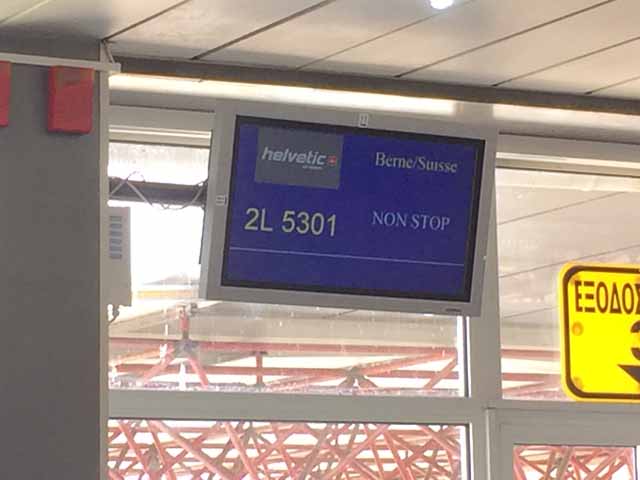 helvetic
Berne/Suisse
2L 5301
NON STOP
ΕΞΟΔΟΣ